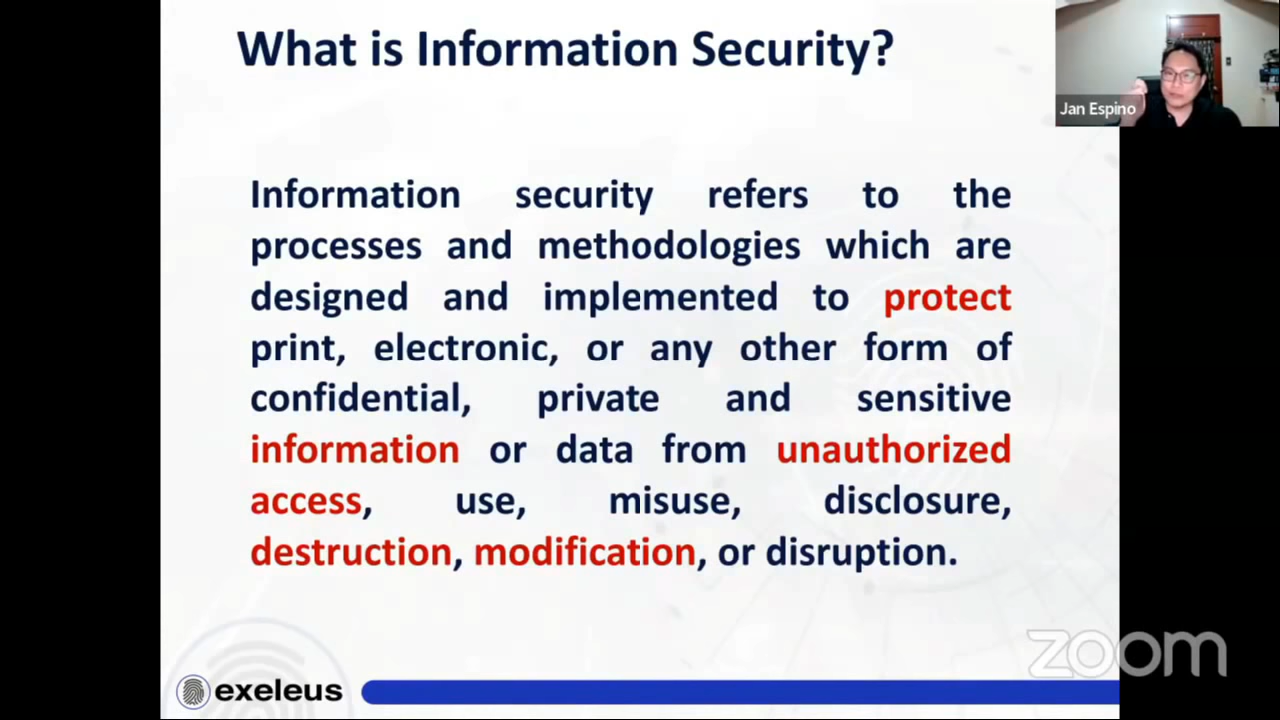 What is Information Security?
Jan Espino
Information security refers to the
processes and methodologies which are
designed and implemented to protect
print, electronic, or any other form of
confidential, private and sensitive
information or data from unauthorized
access, use, misuse, disclosure,
destruction, modification, or disruption.
zoom
exeleus